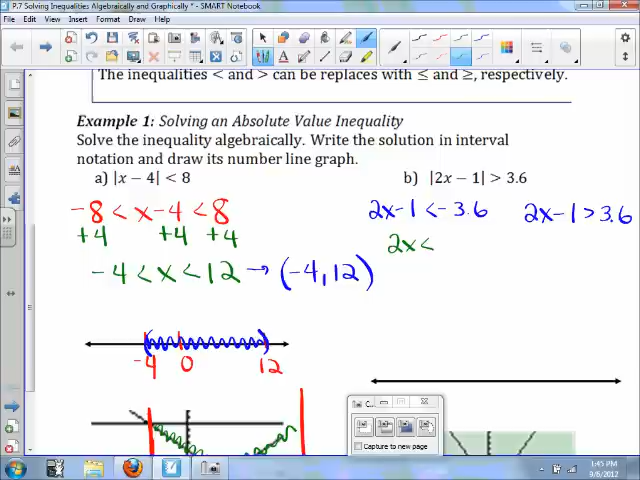 P.7 Solving Inequalities Algebraically and Graphically * - SMART Notebook
File Edit View Insert Format Tools Draw Help
The inequalities < and > can be replaces with ≤ and ≥, respectively.
Example 1: Solving an Absolute Value Inequality
Solve the inequality algebraically. Write the solution in interval
notation and draw its number line graph.
a) |x − 4| < 8
b) |2x − 1| > 3.6
-8 < x-4 < 8
+4 +4 +4
-4 < x < 12 → (-4, 12)
-4 0 12
2x-1 < -3.6
2x-1 > 3.6
2x <
C...
Capture to new page
1:45 PM
9/6/2012